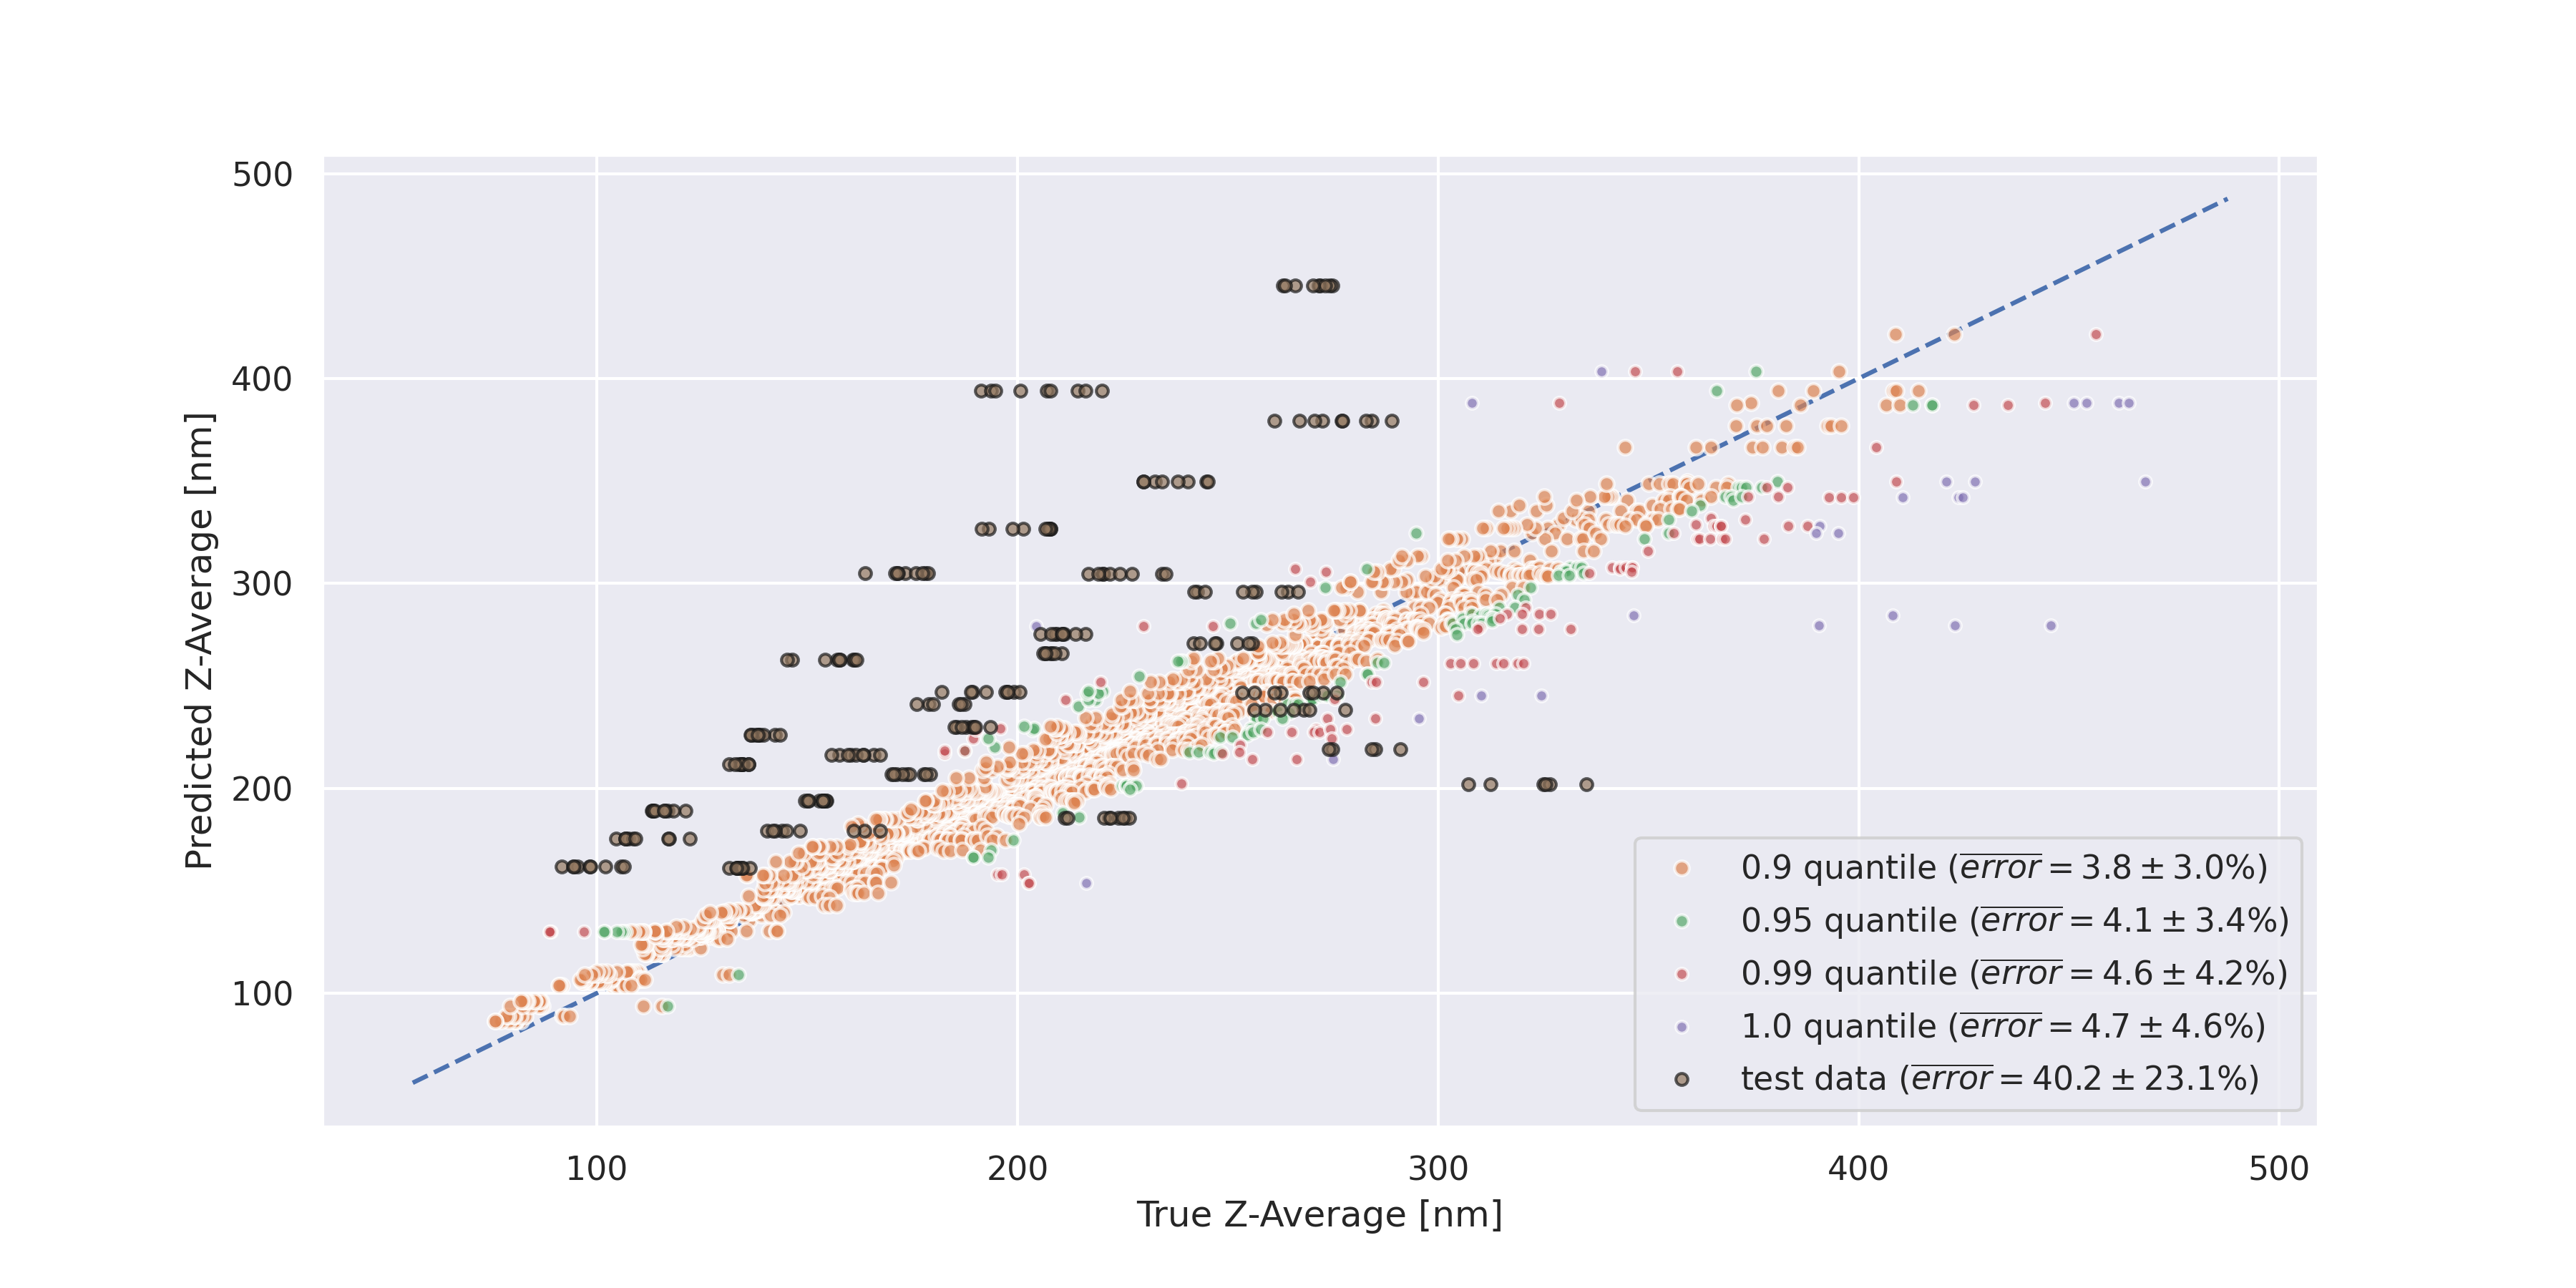 500
400
300
200
100
Predicted Z-Average [nm]
0.9 quantile (error = 3.8 ± 3.0%)
0.95 quantile (error = 4.1 ± 3.4%)
0.99 quantile (error = 4.6 ± 4.2%)
1.0 quantile (error = 4.7 ± 4.6%)
test data (error = 40.2 ± 23.1%)
100 200 300 400 500
True Z-Average [nm]